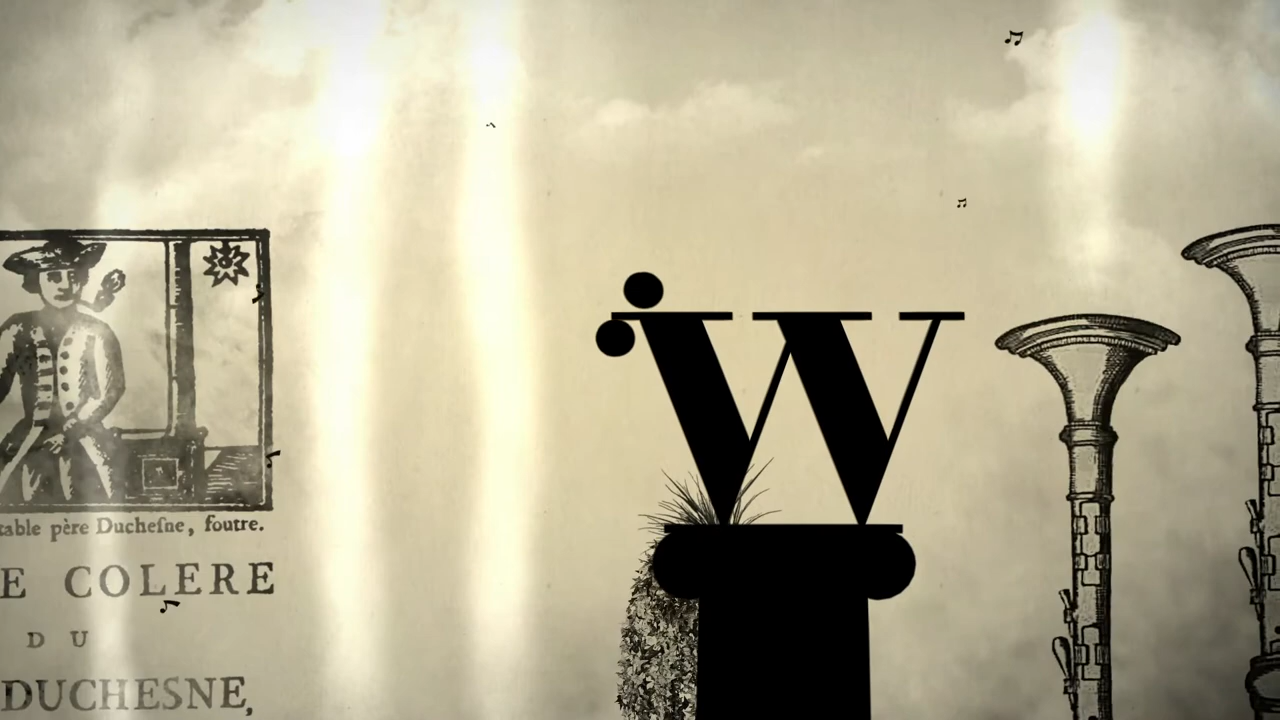 table père Ducheſne, foutre.
E COLERE
D U
DUCHESNE,
W